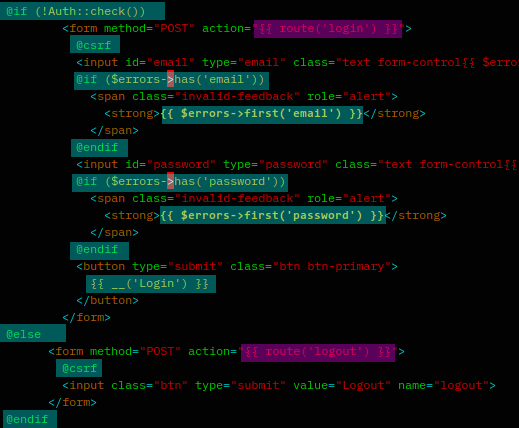 @if (!Auth::check())
<form method="POST" action="{{ route('login') }}">
@csrf
<input id="email" type="email" class="text form-control{{ $erro
@if ($errors->has('email'))
<span class="invalid-feedback" role="alert">
<strong>{{ $errors->first('email') }}</strong>
</span>
@endif
<input id="password" type="password" class="text form-control{{
@if ($errors->has('password'))
<span class="invalid-feedback" role="alert">
<strong>{{ $errors->first('password') }}</strong>
</span>
@endif
<button type="submit" class="btn btn-primary">
{{ __('Login') }}
</button>
</form>
@else
<form method="POST" action="{{ route('logout') }}">
@csrf
<input class="btn" type="submit" value="Logout" name="logout">
</form>
@endif